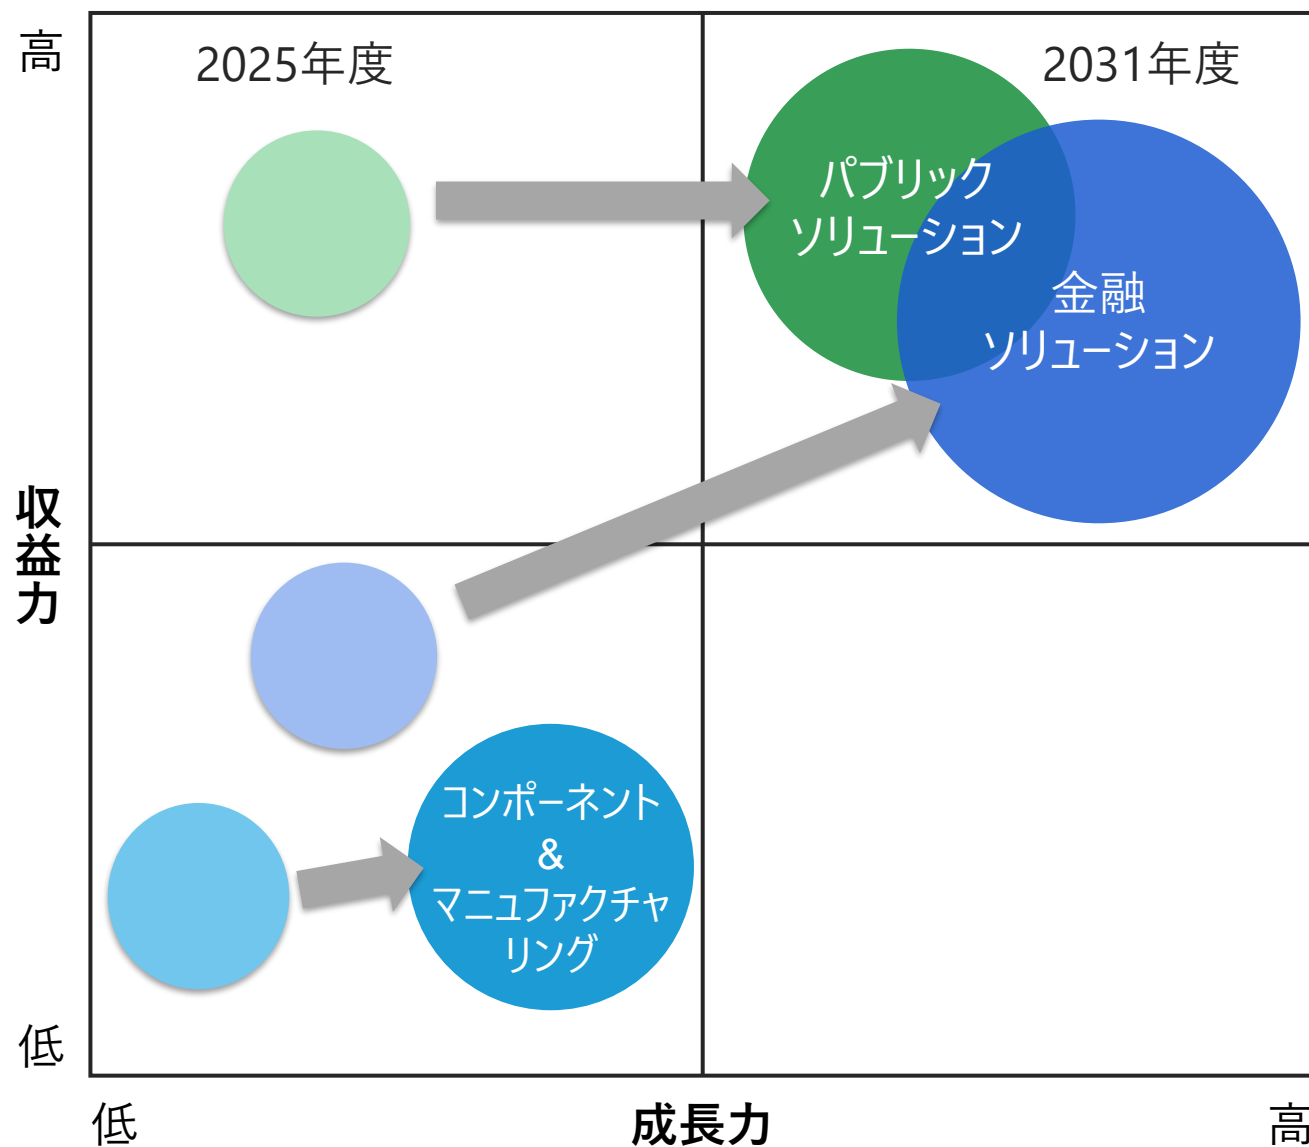 高
2025年度
2031年度
パブリック
ソリューション
金融
ソリューション
収益力
コンポーネント
&
マニュファクチャ
リング
低
低
成長力
高